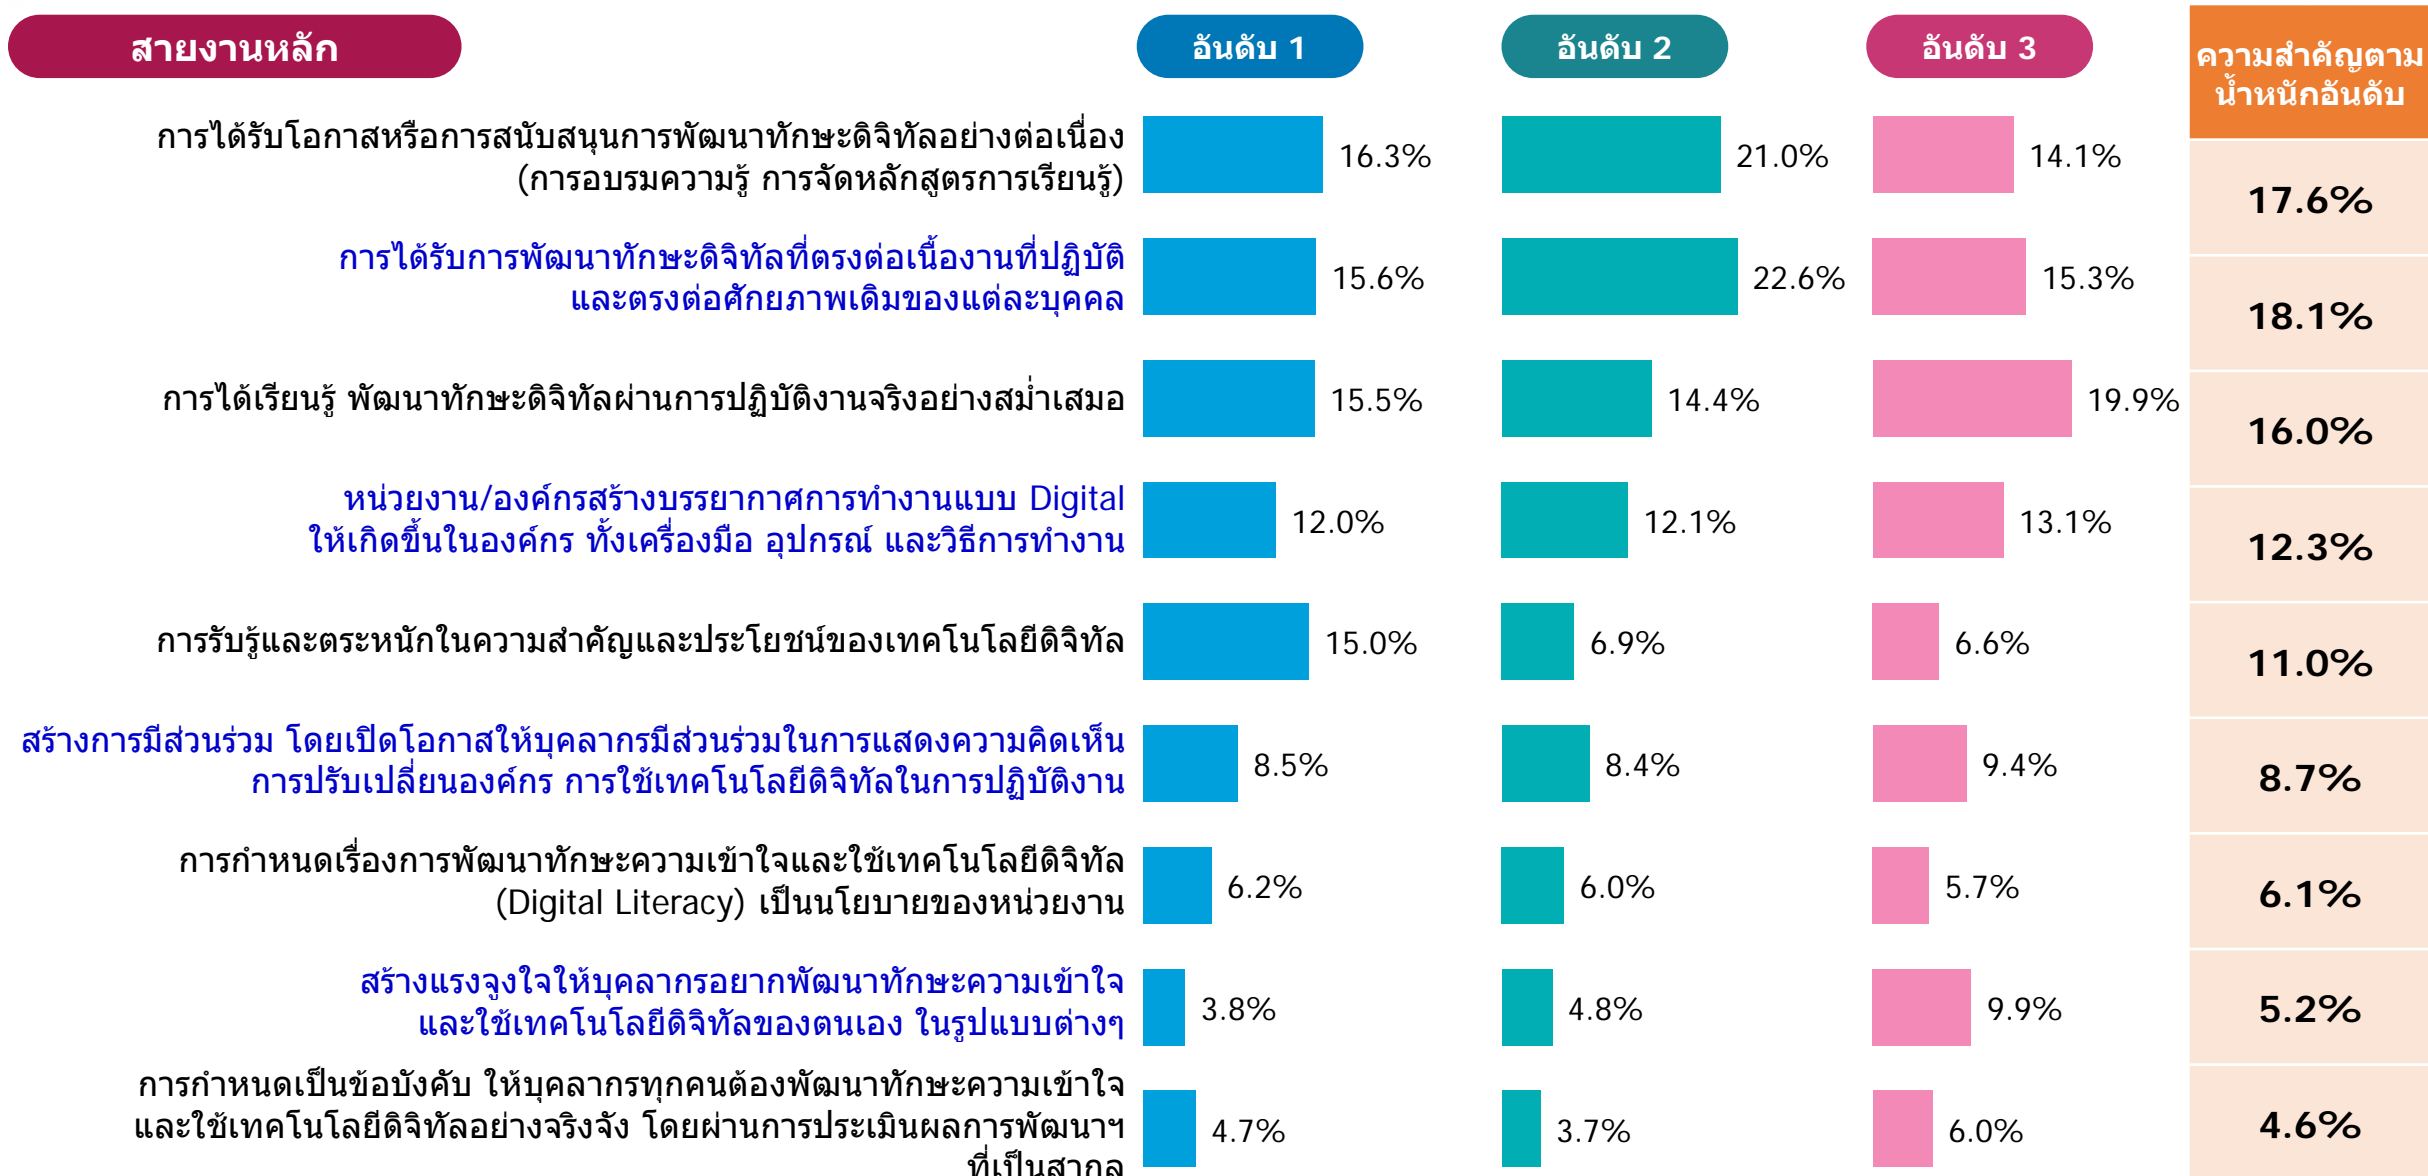 สายงานหลัก
อันดับ 1
อันดับ 2
อันดับ 3
ความสำคัญตาม
น้ำหนักอันดับ
การได้รับโอกาสหรือการสนับสนุนการพัฒนาทักษะดิจิทัลอย่างต่อเนื่อง
(การอบรมความรู้ การจัดหลักสูตรการเรียนรู้)
16.3%
21.0%
14.1%
17.6%
การได้รับการพัฒนาทักษะดิจิทัลที่ตรงต่อเนื้องานที่ปฏิบัติ
และตรงต่อศักยภาพเดิมของแต่ละบุคคล
15.6%
22.6%
15.3%
18.1%
การได้เรียนรู้ พัฒนาทักษะดิจิทัลผ่านการปฏิบัติงานจริงอย่างสม่ำเสมอ
15.5%
14.4%
19.9%
16.0%
หน่วยงาน/องค์กรสร้างบรรยากาศการทำงานแบบ Digital
ให้เกิดขึ้นในองค์กร ทั้งเครื่องมือ อุปกรณ์ และวิธีการทำงาน
12.0%
12.1%
13.1%
12.3%
การรับรู้และตระหนักในความสำคัญและประโยชน์ของเทคโนโลยีดิจิทัล
15.0%
6.9%
6.6%
11.0%
สร้างการมีส่วนร่วม โดยเปิดโอกาสให้บุคลากรมีส่วนร่วมในการแสดงความคิดเห็น
การปรับเปลี่ยนองค์กร การใช้เทคโนโลยีดิจิทัลในการปฏิบัติงาน
8.5%
8.4%
9.4%
8.7%
การกำหนดเรื่องการพัฒนาทักษะความเข้าใจและใช้เทคโนโลยีดิจิทัล
(Digital Literacy) เป็นนโยบายของหน่วยงาน
6.2%
6.0%
5.7%
6.1%
สร้างแรงจูงใจให้บุคลากรอยากพัฒนาทักษะความเข้าใจ
และใช้เทคโนโลยีดิจิทัลของตนเอง ในรูปแบบต่างๆ
3.8%
4.8%
9.9%
5.2%
การกำหนดเป็นข้อบังคับ ให้บุคลากรทุกคนต้องพัฒนาทักษะความเข้าใจ
และใช้เทคโนโลยีดิจิทัลอย่างจริงจัง โดยผ่านการประเมินผลการพัฒนาฯ
ที่เป็นสากล
4.7%
3.7%
6.0%
4.6%